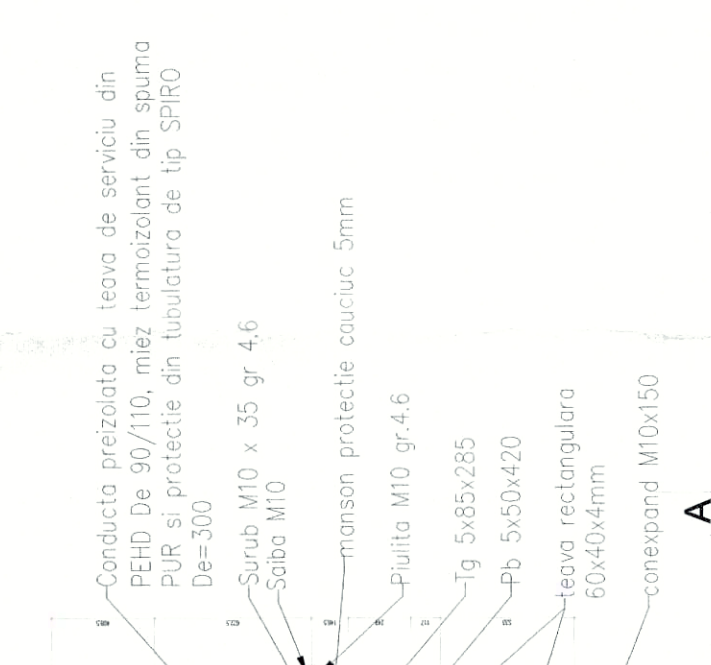 Conducta preizolata cu teava de serviciu din
PEHD De 90/110, miez termoizolant din spuma
PUR si protectie din tubulatura de tip SPIRO
De=300
Surub M10 x 35 gr 4.6
Saiba M10
manson protectie cauciuc 5mm
Piulita M10 gr.4.6
Tg 5x85x285
Pb 5x50x420
teava rectangulara
60x40x4mm
conexpand M10x150
A